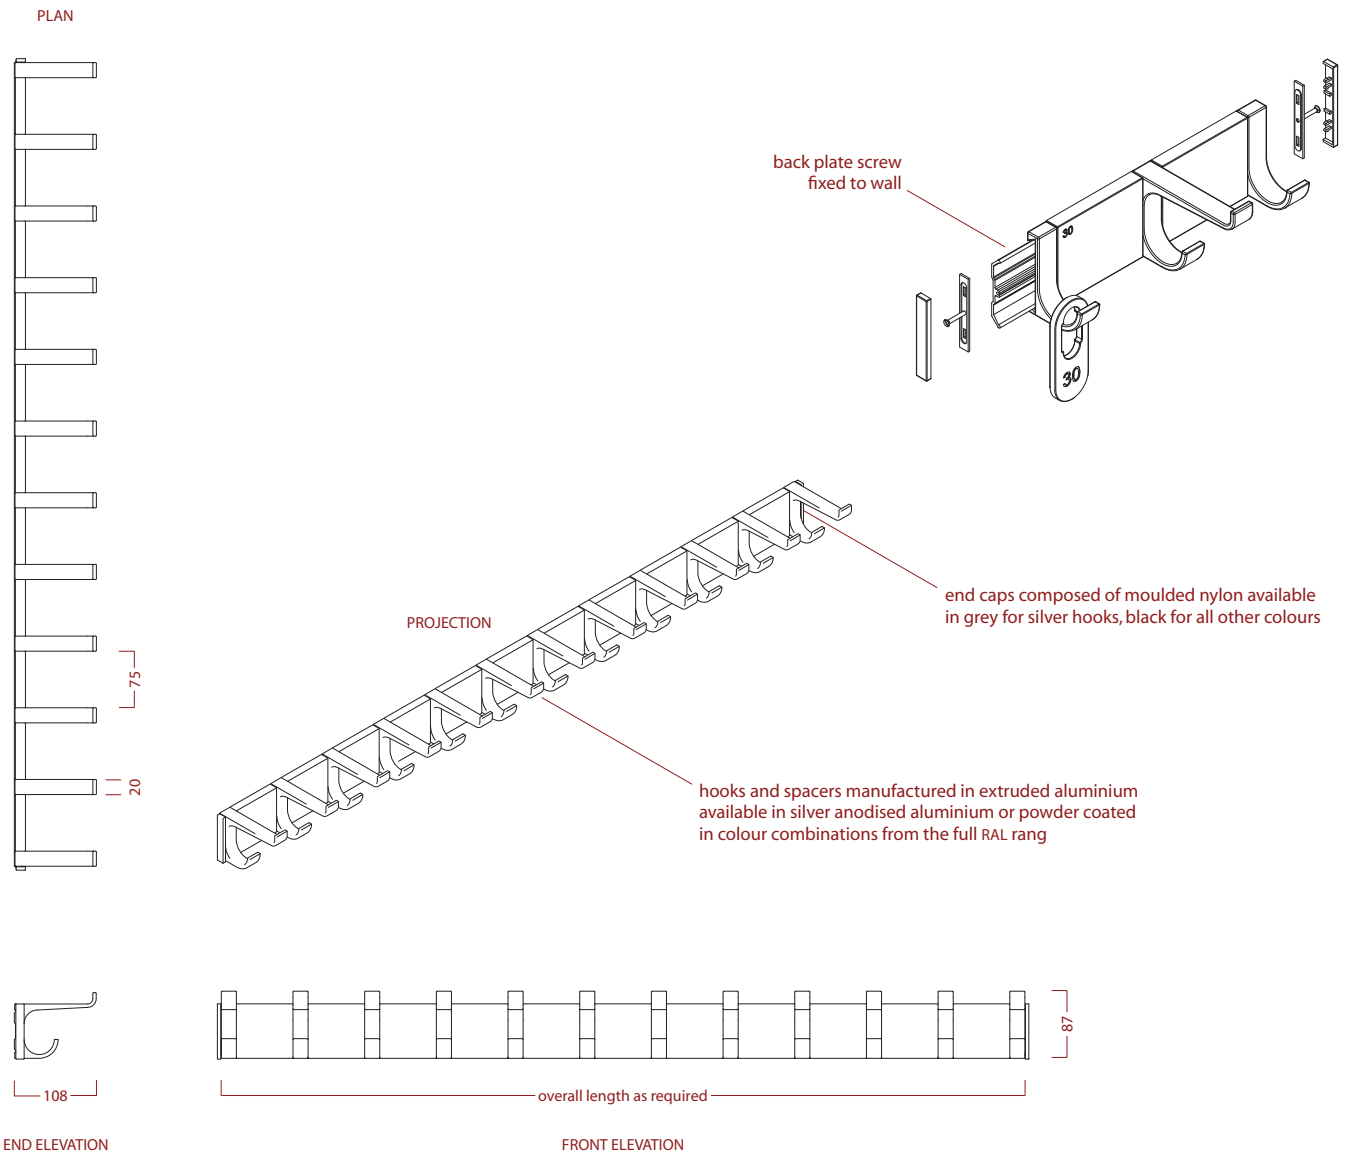 PLAN
back plate screw
fixed to wall
30
30
end caps composed of moulded nylon available
in grey for silver hooks, black for all other colours
PROJECTION
75
20
hooks and spacers manufactured in extruded aluminium
available in silver anodised aluminium or powder coated
in colour combinations from the full RAL rang
87
108
overall length as required
END ELEVATION
FRONT ELEVATION